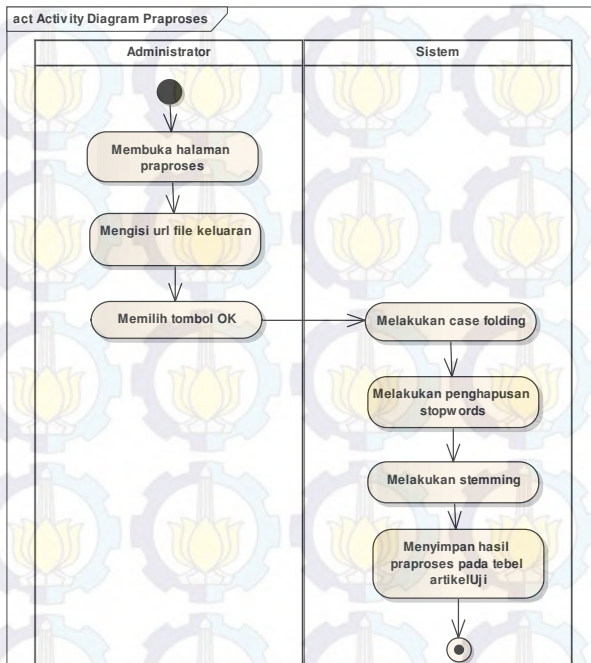 act Activity Diagram Praproses
Administrator
Sistem
Membuka halaman
praproses
Mengisi url file keluaran
Memilih tombol OK
Melakukan case folding
Melakukan penghapusan
stopwords
Melakukan stemming
Menyimpan hasil
praproses pada tebel
artikelUji